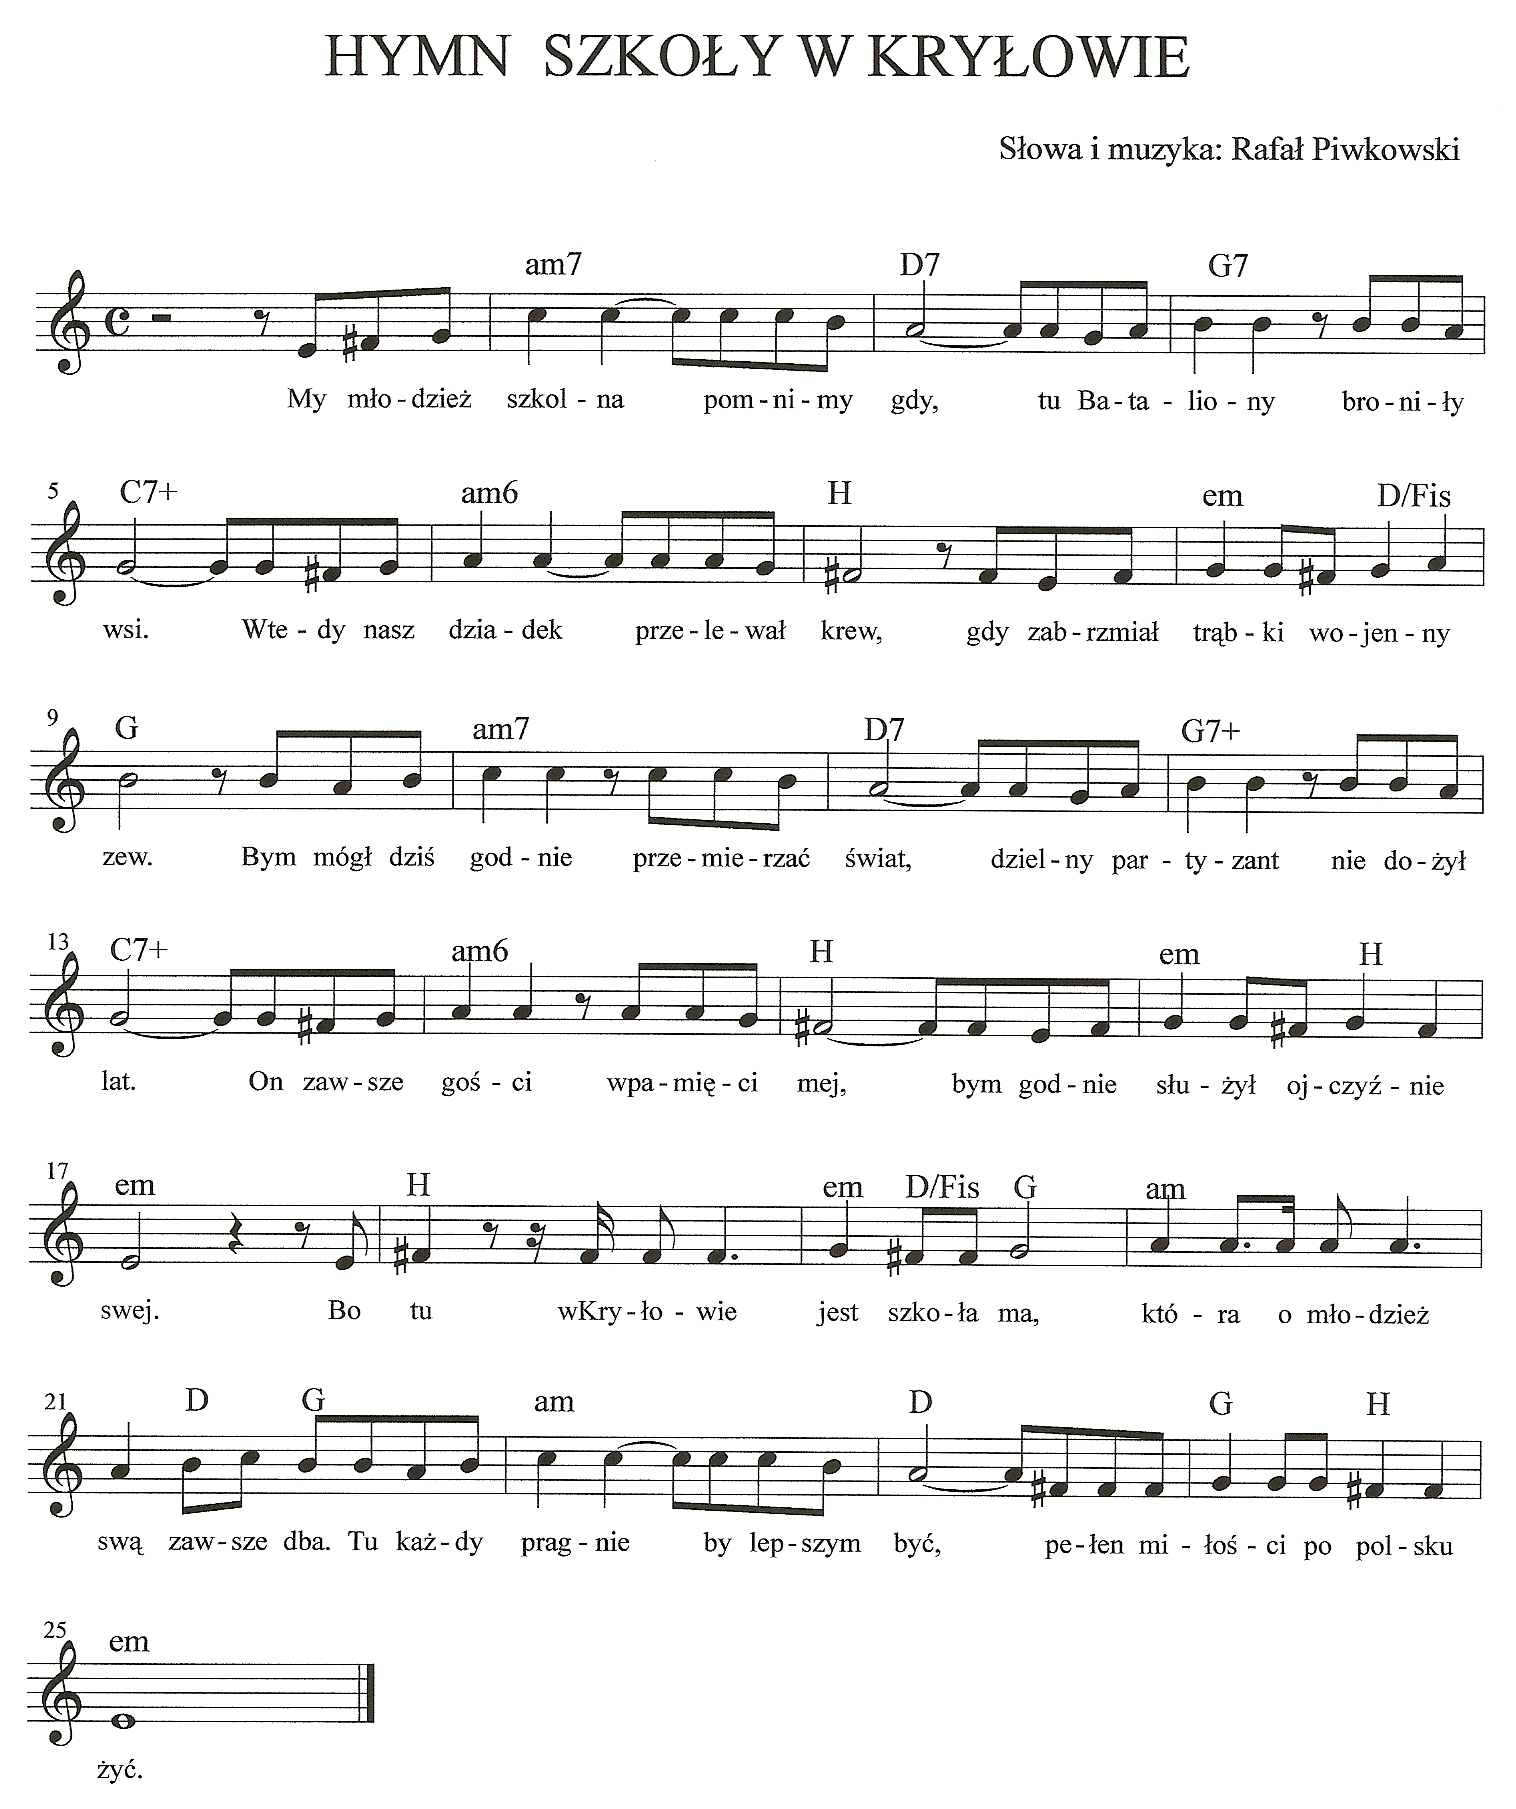 HYMN SZKOŁY W KRYŁOWIE
Słowa i muzyka: Rafał Piwkowski
am7 D7 G7
My mło - dzież szkol - na pom - ni - my gdy, tu Ba - ta - lio - ny bro - ni - ły
5 C7+ am6 H em D/Fis
wsi. Wte - dy nasz dzia - dek prze - le - wał krew, gdy zab - rzmiał trąb - ki wo - jen - ny
9 G am7 D7 G7+
zew. Bym mógł dziś god - nie prze - mie - rzać świat, dziel - ny par - ty - zant nie do - żył
13 C7+ am6 H em H
lat. On zaw - sze goś - ci wpa - mię - ci mej, bym god - nie słu - żył oj - czyź - nie
17 em H em D/Fis G am
swej. Bo tu wKry - ło - wie jest szko - ła ma, któ - ra o mło - dzież
21 D G am D G H
swą zaw - sze dba. Tu każ - dy prag - nie by lep - szym być, pe - łen mi - łoś - ci po pol - sku
25 em
żyć.